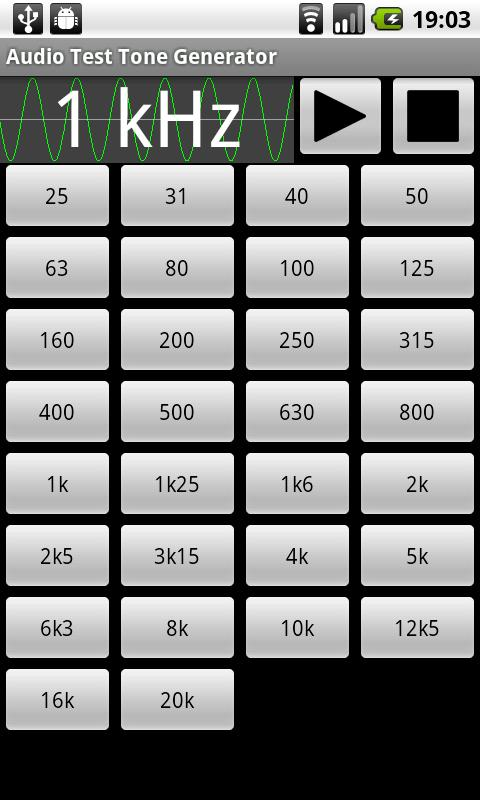 19:03
Audio Test Tone Generator
1 kHz
25 31 40 50
63 80 100 125
160 200 250 315
400 500 630 800
1k 1k25 1k6 2k
2k5 3k15 4k 5k
6k3 8k 10k 12k5
16k 20k